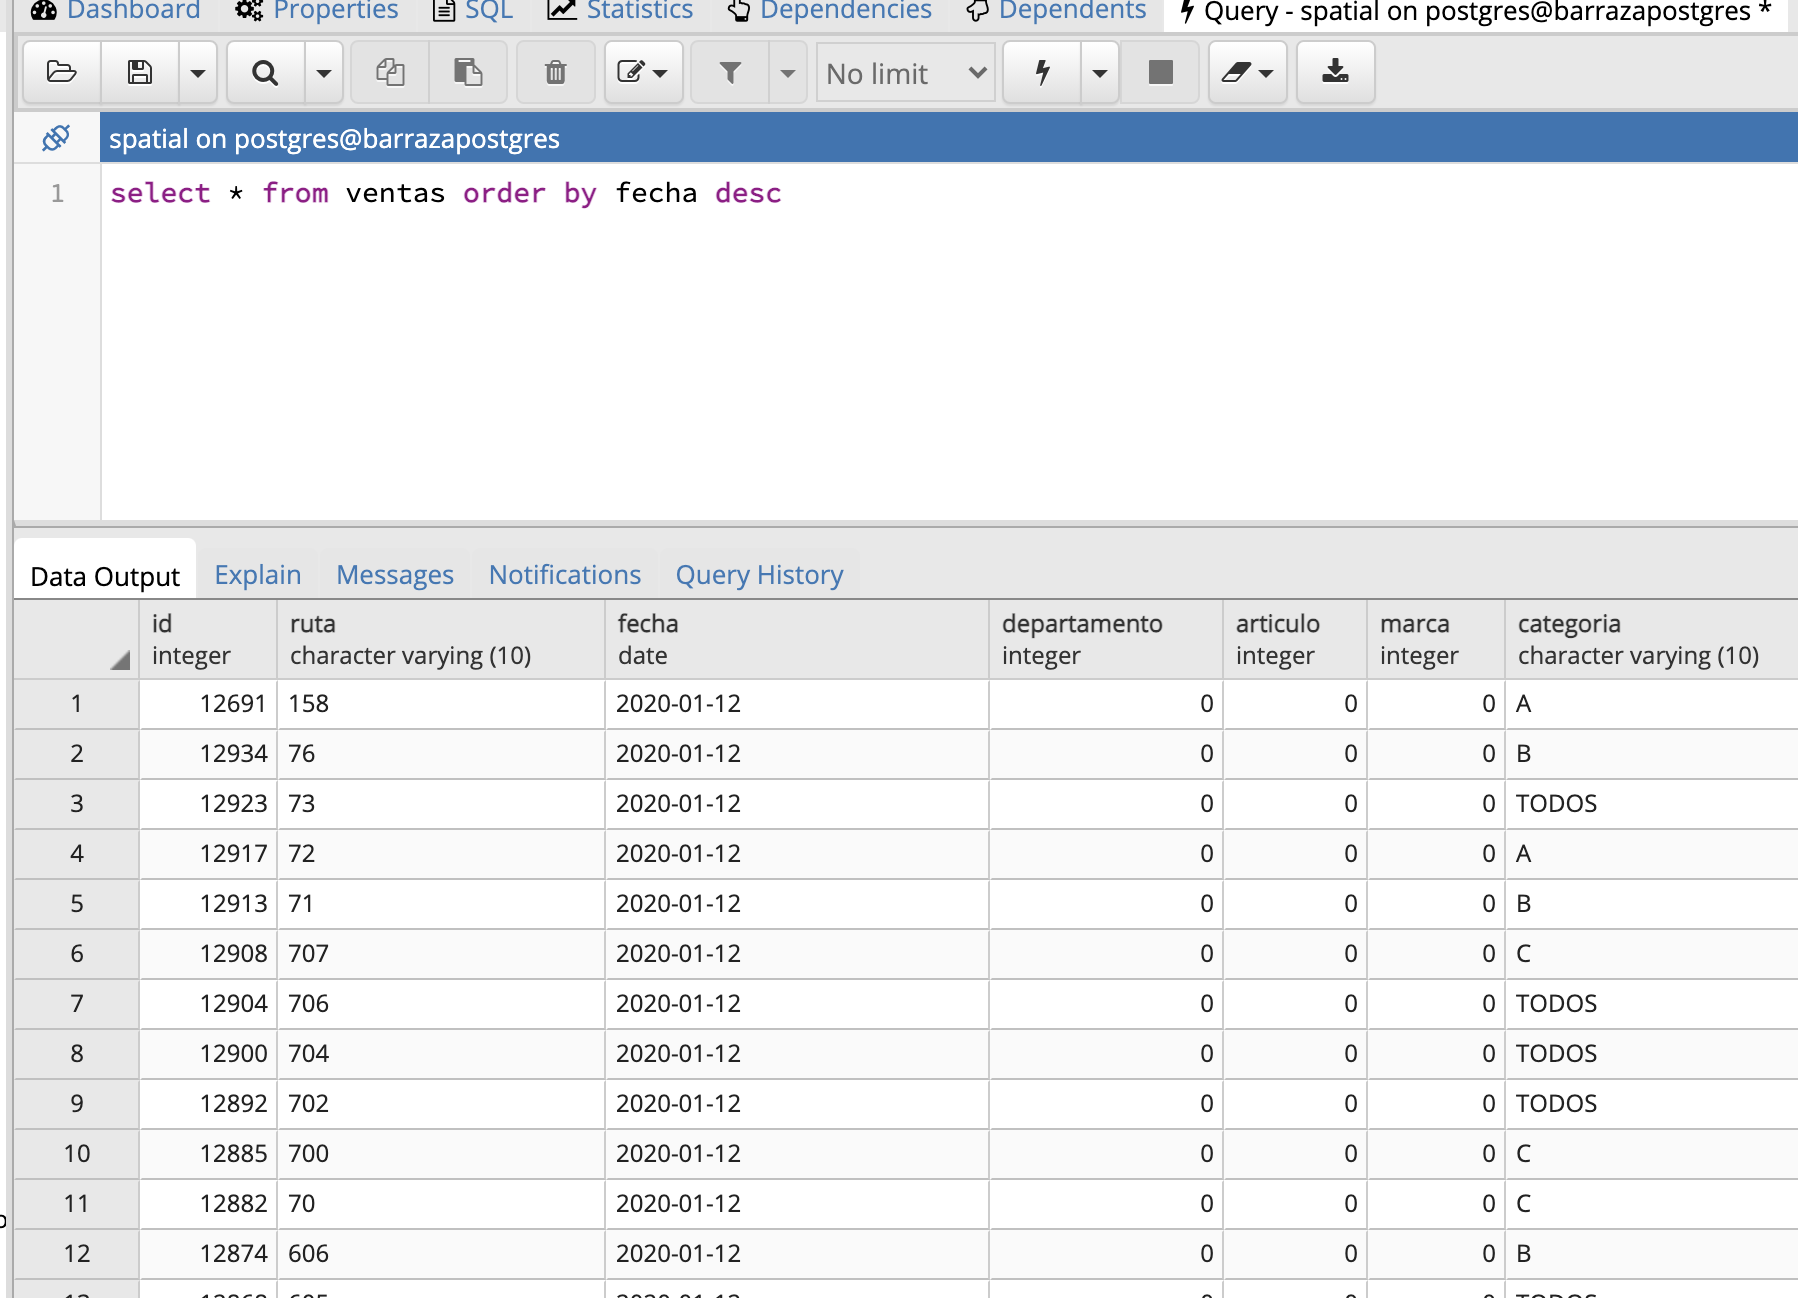 Dashboard Properties SQL Statistics Dependencies Dependents Query - spatial on postgres@barrazapostgres *
No limit
spatial on postgres@barrazapostgres
1 select * from ventas order by fecha desc
Data Output Explain Messages Notifications Query History
id ruta fecha departamento articulo marca categoria
integer character varying (10) date integer integer integer character varying (10)
1 12691 158 2020-01-12 0 0 0 A
2 12934 76 2020-01-12 0 0 0 B
3 12923 73 2020-01-12 0 0 0 TODOS
4 12917 72 2020-01-12 0 0 0 A
5 12913 71 2020-01-12 0 0 0 B
6 12908 707 2020-01-12 0 0 0 C
7 12904 706 2020-01-12 0 0 0 TODOS
8 12900 704 2020-01-12 0 0 0 TODOS
9 12892 702 2020-01-12 0 0 0 TODOS
10 12885 700 2020-01-12 0 0 0 C
11 12882 70 2020-01-12 0 0 0 C
12 12874 606 2020-01-12 0 0 0 B